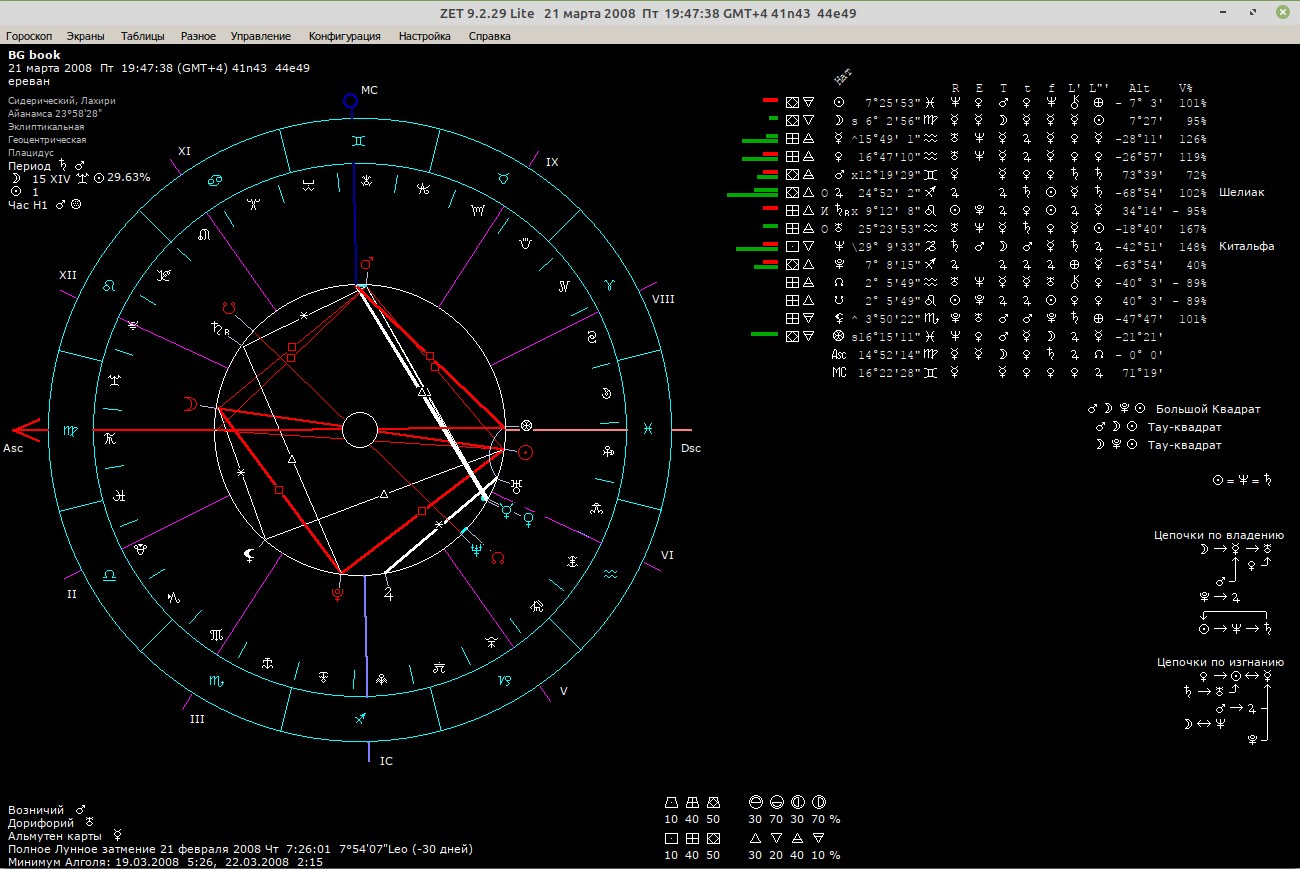 ZET 9.2.29 Lite 21 марта 2008 Пт 19:47:38 GMT+4 41n43 44e49
Гороскоп Экраны Таблицы Разное Управление Конфигурация Настройка Справка
BG book
21 марта 2008 Пт 19:47:38 (GMT+4) 41n43 44e49
ереван
Сидерический, Лахири
Айанамса 23°58'28"
Эклиптикальная
Геоцентрическая
Плацидус
Период ♄ ♂
☽ 15 XIV ☉ 29.63%
☉ 1
Час H1 ♂
MC
XI
IX
XII
VIII
Asc
Dsc
II
VI
III
V
IC
Нат
R E T t f L' L"' Alt V%
☉ 7°25'53" ♓ - 7° 3' 101%
☽ s 6° 2'56" ♍ 7°27' 95%
☿ ^15°49' 1" ♒ -28°11' 126%
♀ 16°47'10" ♒ -26°57' 119%
♂ x12°19'29" ♊ 73°39' 72%
O ♃ 24°52' 2" ♐ -68°54' 102% Шелиак
И ♄ R x 9°12' 8" ♌ 34°14' - 95%
O ♅ 25°23'53" ♒ -18°40' 167%
♆ \29° 9'33" ♑ -42°51' 148% Китальфа
♇ 7° 8'15" ♐ -63°54' 40%
☊ 2° 5'49" ♒ -40° 3' - 89%
☋ 2° 5'49" ♌ 40° 3' - 89%
⚸ ^ 3°50'22" ♏ -47°47' 101%
⊗ s16°15'11" ♓ -21°21'
Asc 14°52'14" ♍ - 0° 0'
MC 16°22'28" ♊ 71°19'
♂ ☽ ♇ ☉ Большой Квадрат
♂ ☽ ☉ Тау-квадрат
☽ ♇ ☉ Тау-квадрат
☉ = ♆ = ♄
Цепочки по владению
☽ → ☿ → ♅
♀
♂
♇ → ♃
☉ → ♆ → ♄
Цепочки по изгнанию
♀ → ☉ ↔ ☿
♄ → ♅
♂ → ♃
☽ ↔ ♆
♇
10 40 50 30 70 30 70 %
10 40 50 30 20 40 10 %
Возничий ♂
Дорифорий ♅
Альмутен карты ☿
Полное Лунное затмение 21 февраля 2008 Чт 7:26:01 7°54'07"Leo (-30 дней)
Минимум Алголя: 19.03.2008 5:26, 22.03.2008 2:15